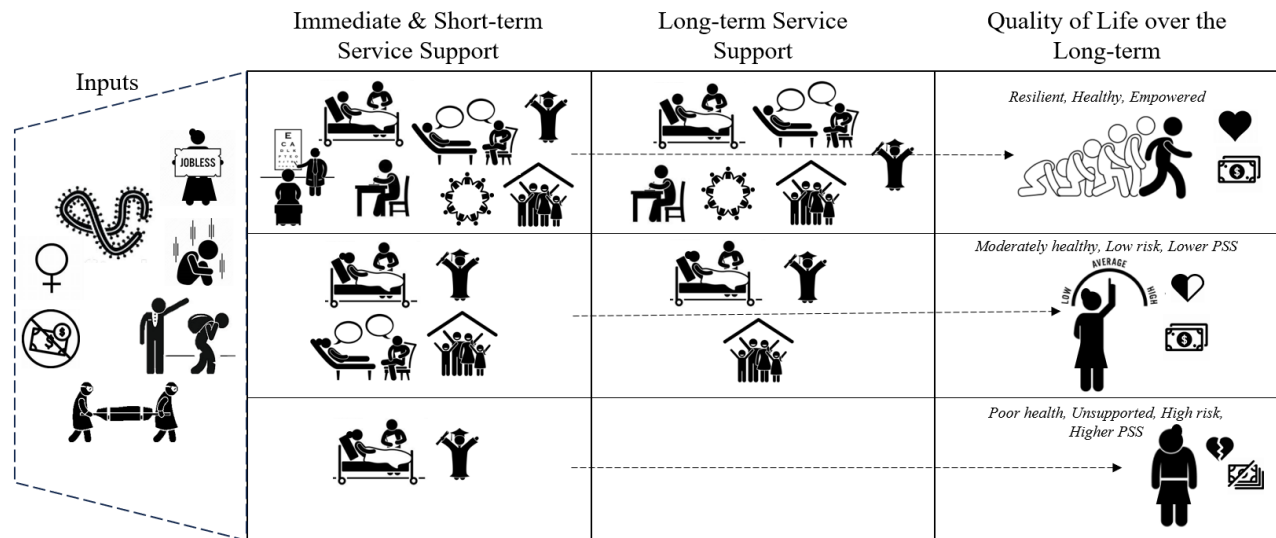 Immediate & Short-term
Service Support
Long-term Service
Support
Quality of Life over the
Long-term
Inputs
JOBLESS
E
C A
Resilient, Healthy, Empowered
Moderately healthy, Low risk, Lower PSS
LOW
AVERAGE
HIGH
Poor health, Unsupported, High risk,
Higher PSS